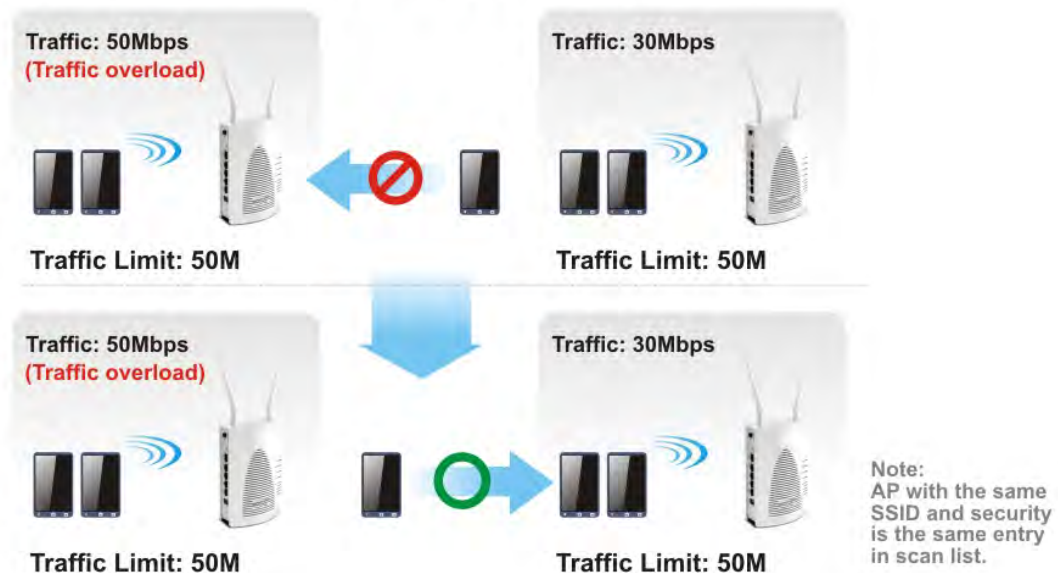 Traffic: 50Mbps
(Traffic overload)
Traffic: 30Mbps
Traffic Limit: 50M
Traffic Limit: 50M
Traffic: 50Mbps
(Traffic overload)
Traffic: 30Mbps
Traffic Limit: 50M
Traffic Limit: 50M
Note:
AP with the same
SSID and security
is the same entry
in scan list.